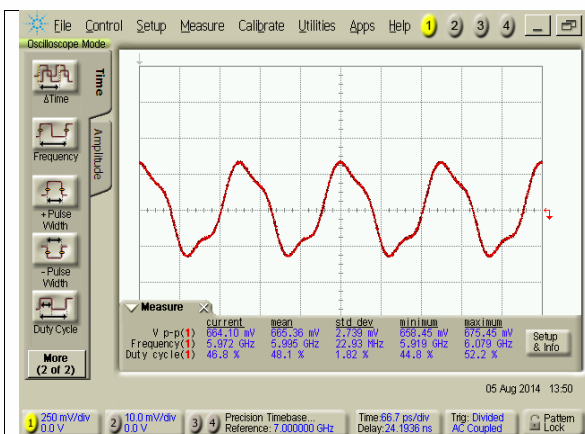 File Control Setup Measure Calibrate Utilities Apps Help 1 2 3 4
Oscilloscope Mode
Time
Amplitude
ΔTime
Frequency
+ Pulse
Width
- Pulse
Width
Duty Cycle
More
(2 of 2)
Measure
current mean std dev minimum maximum
V p-p(1) 664.10 mV 665.36 mV 2.739 mV 658.45 mV 675.45 mV
Frequency(1) 5.972 GHz 5.995 GHz 22.93 MHz 5.919 GHz 6.079 GHz
Duty cycle(1) 46.8 % 48.1 % 1.82 % 44.8 % 52.2 %
Setup
& Info
05 Aug 2014 13:50
1 250 mV/div 2 10.0 mV/div 3 4 Precision Timebase... Time:66.7 ps/div Trig: Divided Pattern
0.0 V 0.0 V Reference: 7.000000 GHz Delay:24.1936 ns AC Coupled Lock